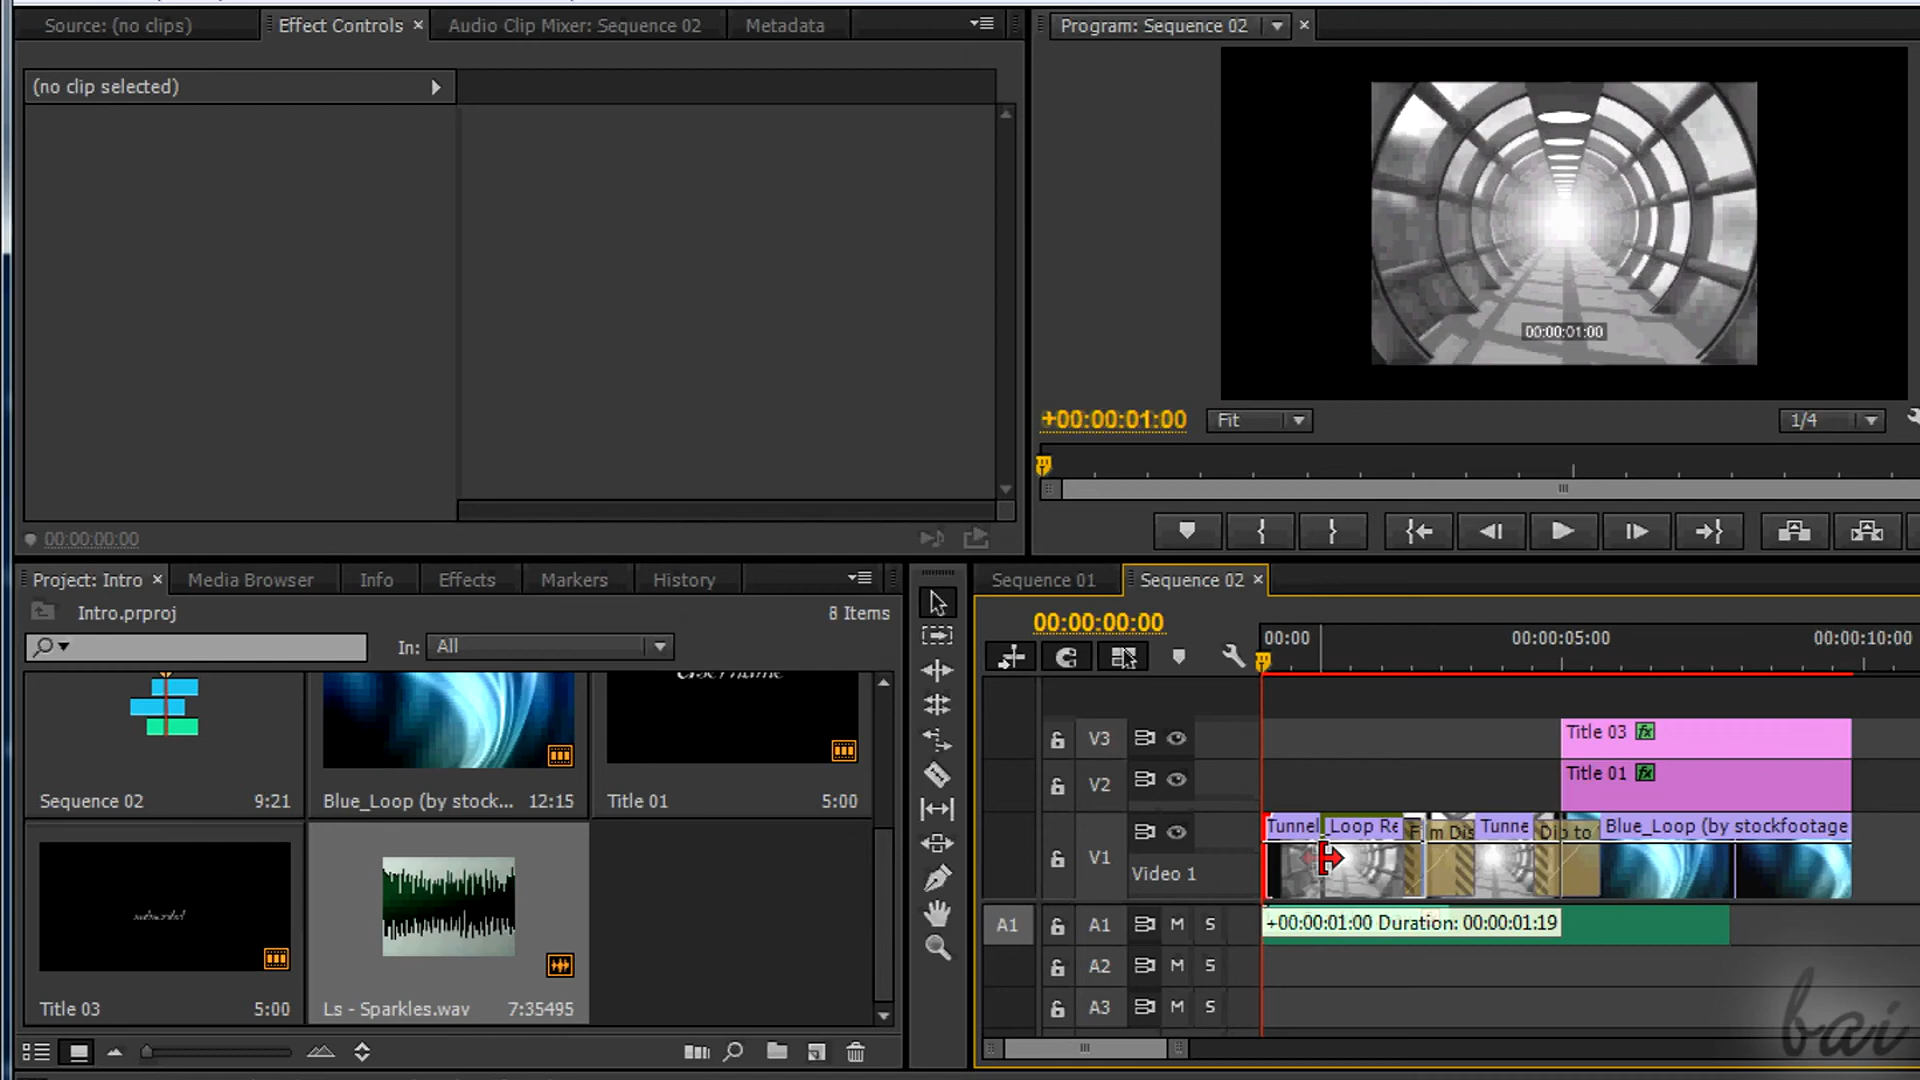 Source: (no clips)
Effect Controls ×
Audio Clip Mixer: Sequence 02
Metadata
Program: Sequence 02
(no clip selected)
00:00:01:00
+00:00:01:00
Fit
1/4
00:00:00:00
Project: Intro ×
Media Browser
Info
Effects
Markers
History
Intro.prproj
8 Items
In: All
Sequence 02 9:21
Blue_Loop (by stock... 12:15
Title 01 5:00
Title 03 5:00
Ls - Sparkles.wav 7:35495
Sequence 01
Sequence 02 ×
00:00:00:00
00:00
00:00:05:00
00:00:10:00
V3
Title 03 fx
V2
Title 01 fx
V1
Video 1
Tunnel_Loop Re
m Dis
Tunne
Dip to
Blue_Loop (by stockfootage
A1
A1 M S
+00:00:01:00 Duration: 00:00:01:19
A2 M S
A3 M S
bai